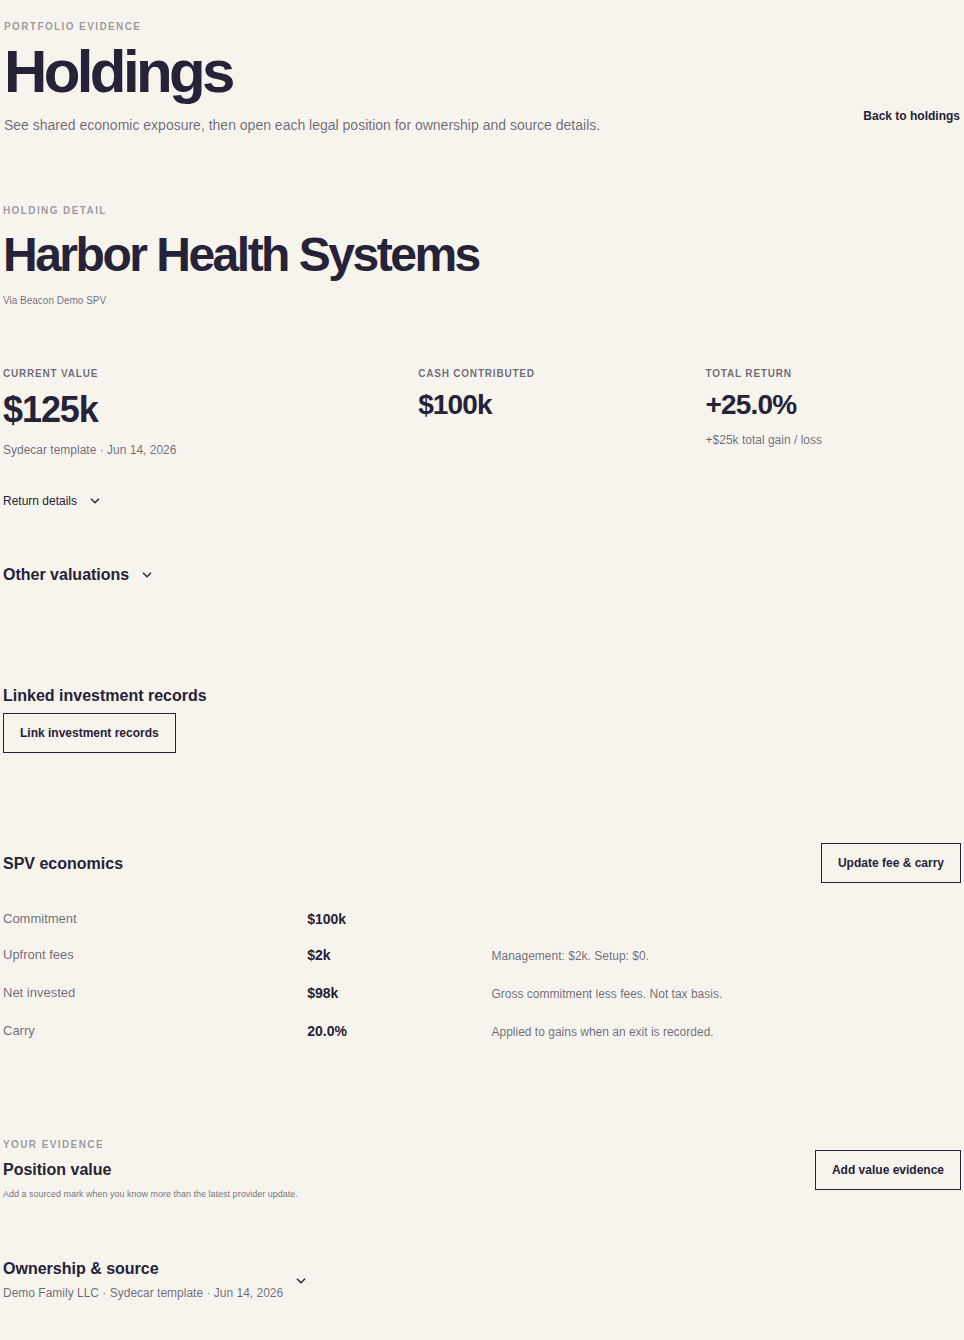 PORTFOLIO EVIDENCE
Holdings
See shared economic exposure, then open each legal position for ownership and source details.
Back to holdings
HOLDING DETAIL
Harbor Health Systems
Via Beacon Demo SPV
CURRENT VALUE
$125k
Sydecar template · Jun 14, 2026
CASH CONTRIBUTED
$100k
TOTAL RETURN
+25.0%
+$25k total gain / loss
Return details
Other valuations
Linked investment records
Link investment records
SPV economics
Update fee & carry
Commitment $100k
Upfront fees $2k Management: $2k. Setup: $0.
Net invested $98k Gross commitment less fees. Not tax basis.
Carry 20.0% Applied to gains when an exit is recorded.
YOUR EVIDENCE
Position value
Add a sourced mark when you know more than the latest provider update.
Add value evidence
Ownership & source
Demo Family LLC · Sydecar template · Jun 14, 2026